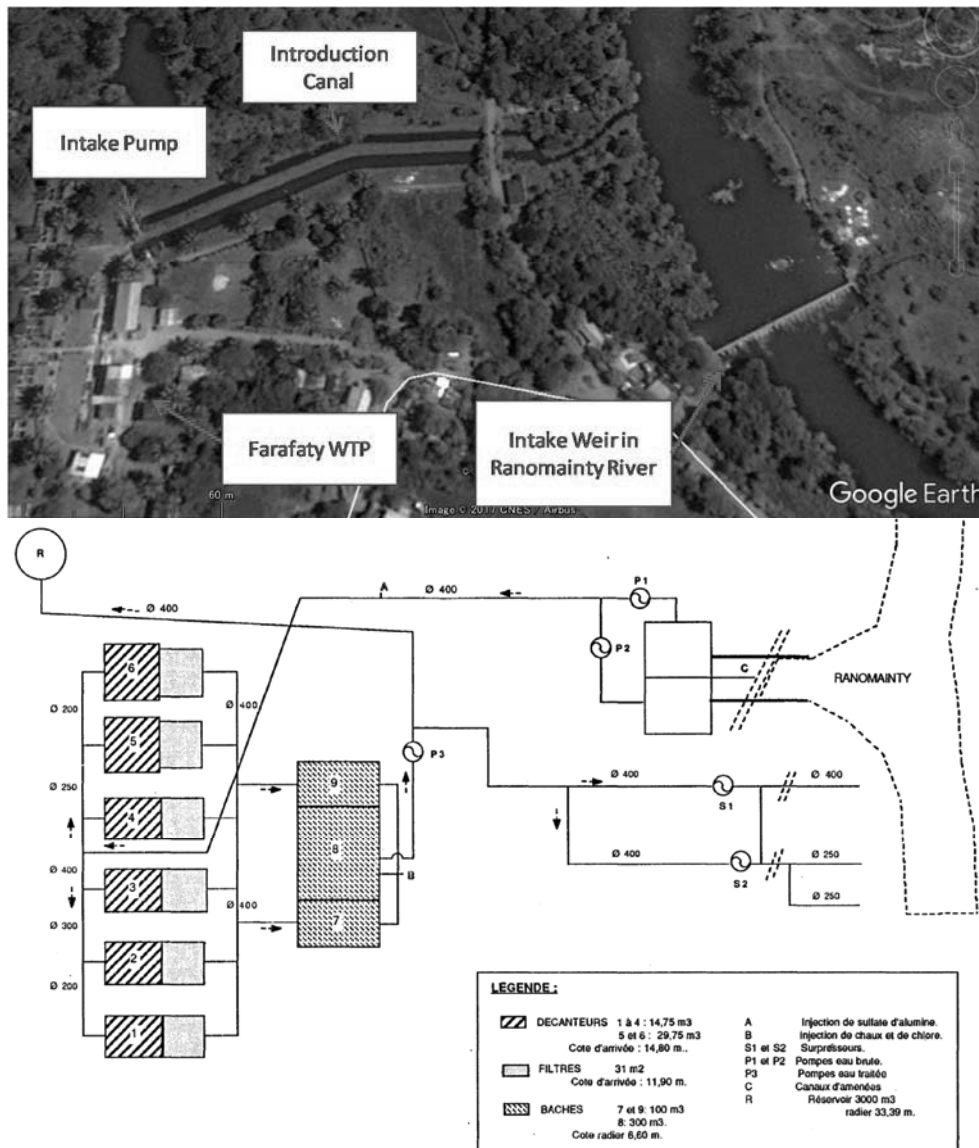 Introduction
Canal
Intake Pump
Farafaty WTP
Intake Weir in
Ranomainty River
60 m
Google Earth
Image © 2017 CNES / Airbus
R
Ø 400
A
Ø 400
P1
P2
C
RANOMAINTY
6
5
4
3
2
1
Ø 200
Ø 250
Ø 400
Ø 300
Ø 200
Ø 400
Ø 400
9
8
7
B
P3
Ø 400
S1
Ø 400
Ø 400
S2
Ø 250
Ø 250
LEGENDE :
DECANTEURS 1 à 4 : 14,75 m3
5 et 6 : 29,75 m3
Cote d'arrivée : 14,80 m.,
FILTRES 31 m2
Cote d'arrivée : 11,90 m.
BACHES 7 et 9: 100 m3
8: 300 m3.
Cote radier 6,60 m.
A Injection de sulfate d'alumine.
B Injection de chaux et de chlore.
S1 et S2 Surpresseurs.
P1 et P2 Pompes eau brute.
P3 Pompes eau traitée
C Canaux d'amenées
R Réservoir 3000 m3
radier 33,39 m.